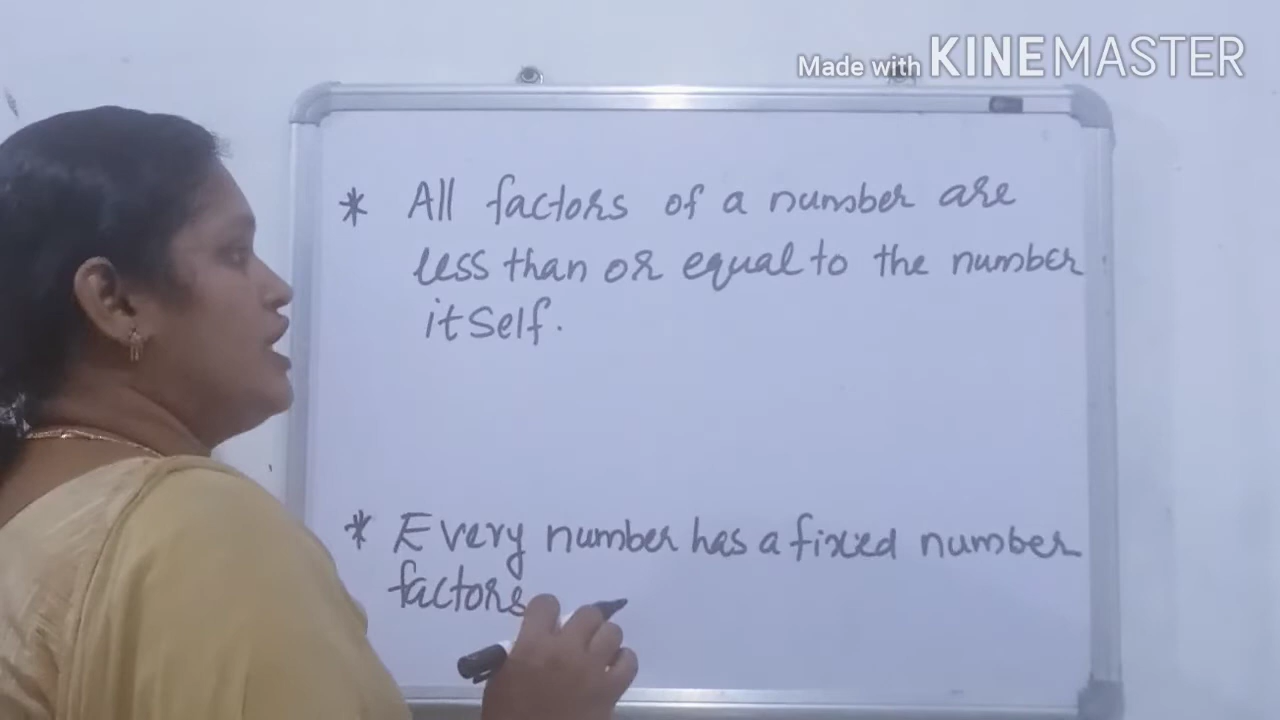 Made with KINEMASTER
* All factors of a number are
less than or equal to the number
itself.
* Every number has a fixed number
factors